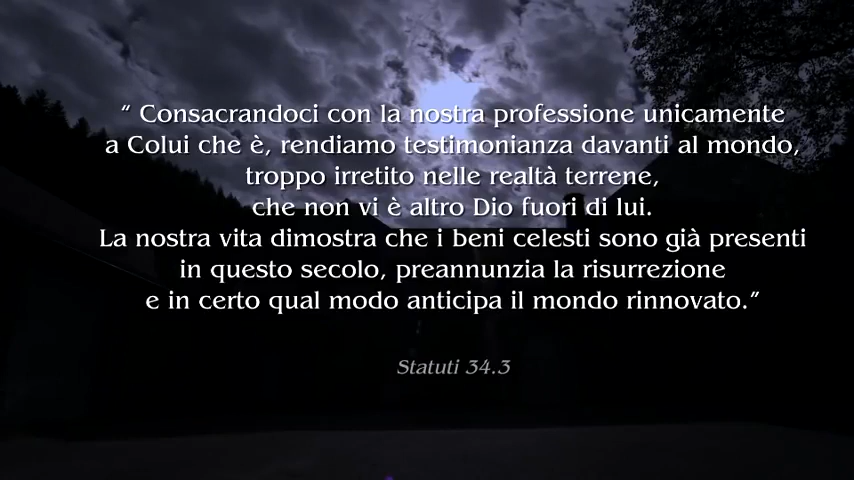 “ Consacrandoci con la nostra professione unicamente
a Colui che è, rendiamo testimonianza davanti al mondo,
troppo irretito nelle realtà terrene,
che non vi è altro Dio fuori di lui.
La nostra vita dimostra che i beni celesti sono già presenti
in questo secolo, preannunzia la risurrezione
e in certo qual modo anticipa il mondo rinnovato.”
Statuti 34.3